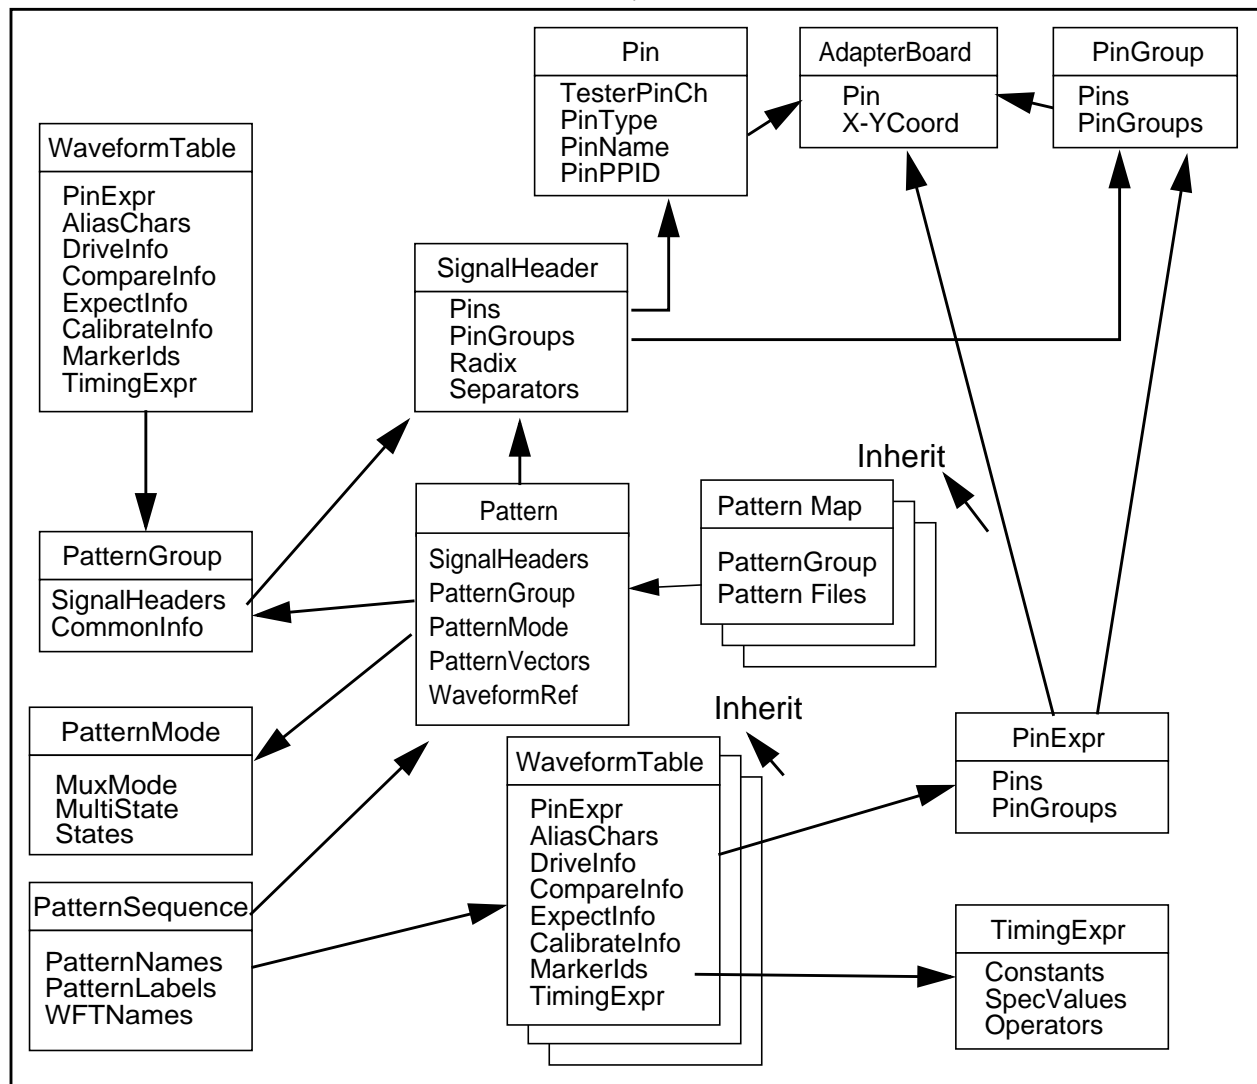 Pin
TesterPinCh
PinType
PinName
PinPPID
AdapterBoard
Pin
X-YCoord
PinGroup
Pins
PinGroups
WaveformTable
PinExpr
AliasChars
DriveInfo
CompareInfo
ExpectInfo
CalibrateInfo
MarkerIds
TimingExpr
SignalHeader
Pins
PinGroups
Radix
Separators
Inherit
Pattern
SignalHeaders
PatternGroup
PatternMode
PatternVectors
WaveformRef
Pattern Map
PatternGroup
Pattern Files
PatternGroup
SignalHeaders
CommonInfo
PatternMode
MuxMode
MultiState
States
Inherit
WaveformTable
PinExpr
AliasChars
DriveInfo
CompareInfo
ExpectInfo
CalibrateInfo
MarkerIds
TimingExpr
PinExpr
Pins
PinGroups
PatternSequence
PatternNames
PatternLabels
WFTNames
TimingExpr
Constants
SpecValues
Operators